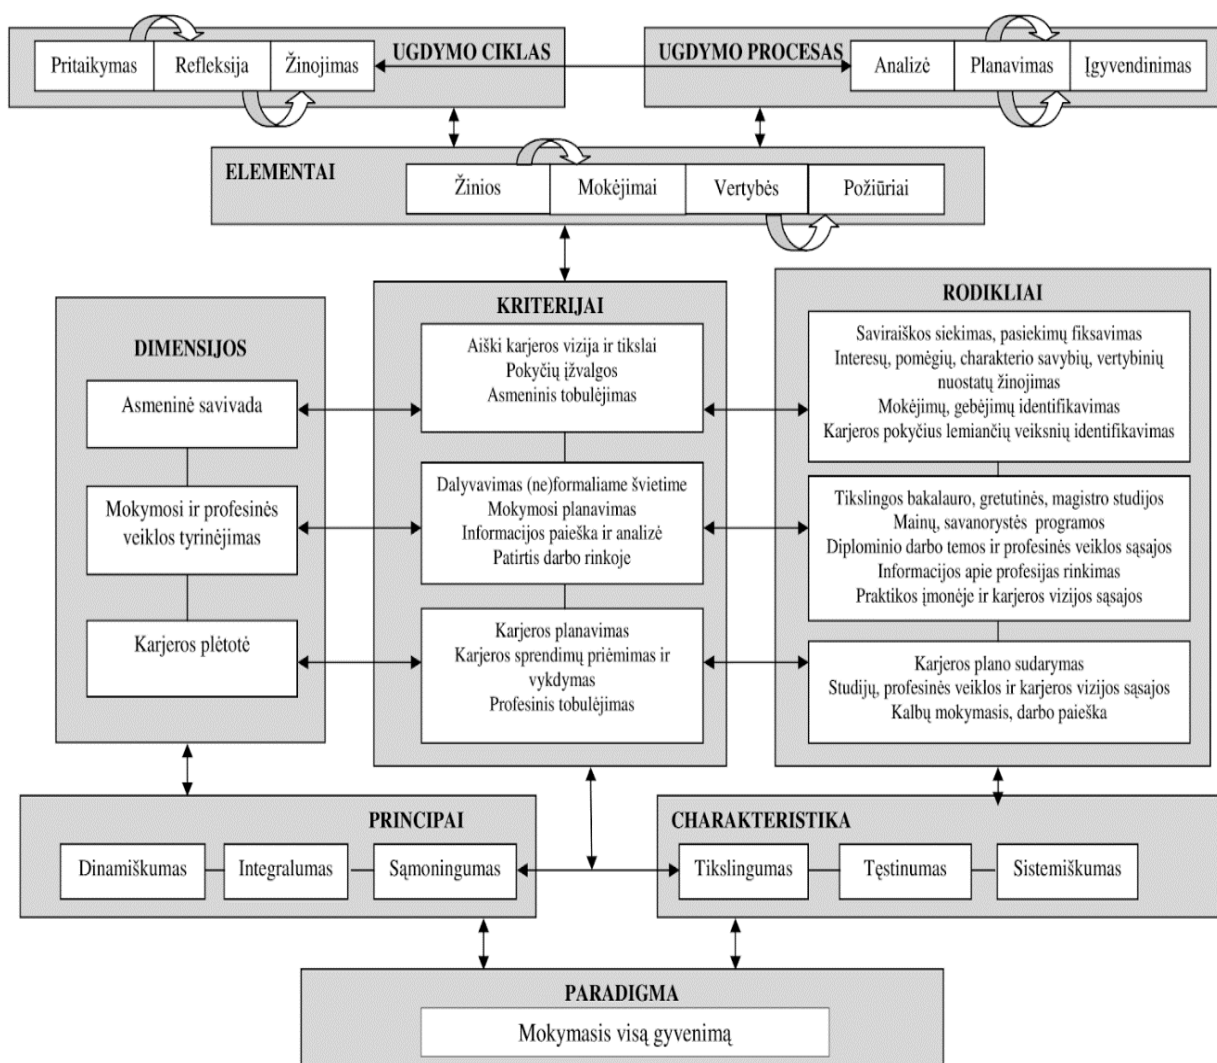 UGDYMO CIKLAS
Pritaikymas
Refleksija
Žinojimas
UGDYMO PROCESAS
Analizė
Planavimas
Įgyvendinimas
ELEMENTAI
Žinios
Mokėjimai
Vertybės
Požiūriai
DIMENSIJOS
Asmeninė savivada
Mokymosi ir profesinės
veiklos tyrinėjimas
Karjeros plėtotė
KRITERIJAI
Aiški karjeros vizija ir tikslai
Pokyčių įžvalgos
Asmeninis tobulėjimas
Dalyvavimas (ne)formaliame švietime
Mokymosi planavimas
Informacijos paieška ir analizė
Patirtis darbo rinkoje
Karjeros planavimas
Karjeros sprendimų priėmimas ir
vykdymas
Profesinis tobulėjimas
RODIKLIAI
Saviraiškos siekimas, pasiekimų fiksavimas
Interesų, pomėgių, charakterio savybių, vertybinių
nuostatų žinojimas
Mokėjimų, gebėjimų identifikavimas
Karjeros pokyčius lemiančių veiksnių identifikavimas
Tikslingos bakalauro, gretutinės, magistro studijos
Mainų, savanorystės programos
Diplominio darbo temos ir profesinės veiklos sąsajos
Informacijos apie profesijas rinkimas
Praktikos įmonėje ir karjeros vizijos sąsajos
Karjeros plano sudarymas
Studijų, profesinės veiklos ir karjeros vizijos sąsajos
Kalbų mokymasis, darbo paieška
PRINCIPAI
Dinamiškumas
Integralumas
Sąmoningumas
CHARAKTERISTIKA
Tikslingumas
Tęstinumas
Sistemiškumas
PARADIGMA
Mokymasis visą gyvenimą